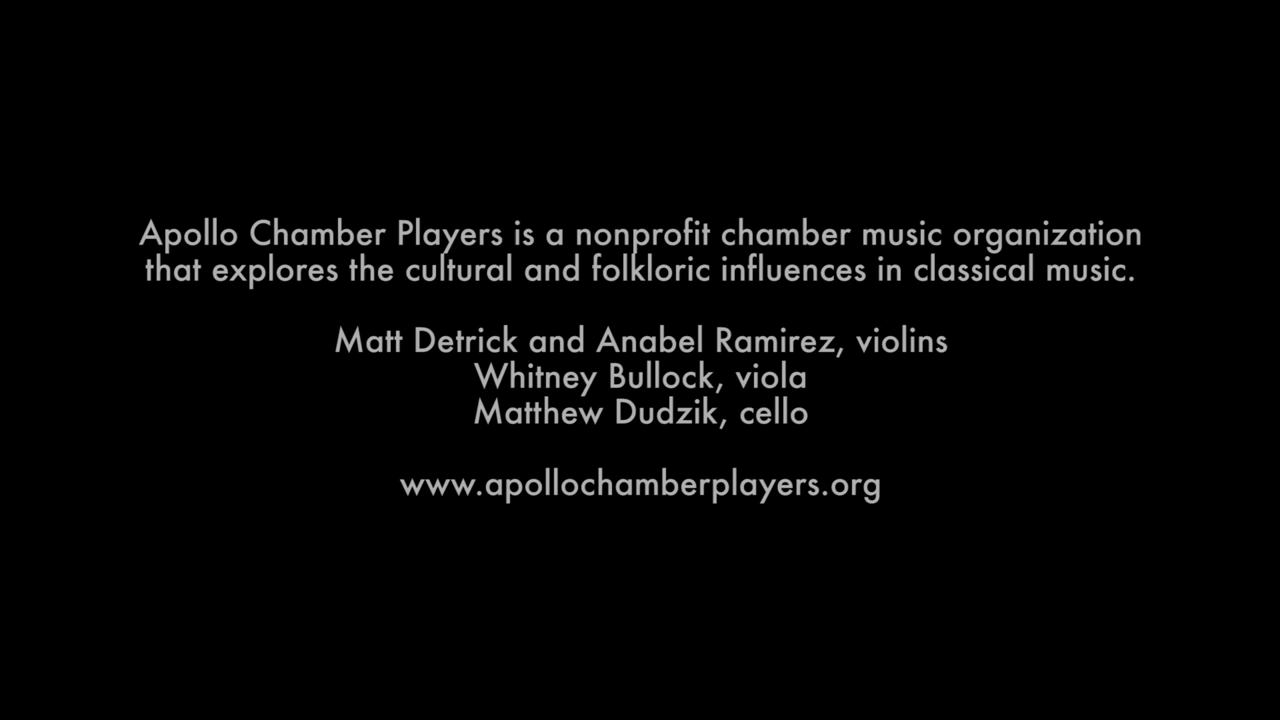 Apollo Chamber Players is a nonprofit chamber music organization
that explores the cultural and folkloric influences in classical music.
Matt Detrick and Anabel Ramirez, violins
Whitney Bullock, viola
Matthew Dudzik, cello
www.apollochamberplayers.org